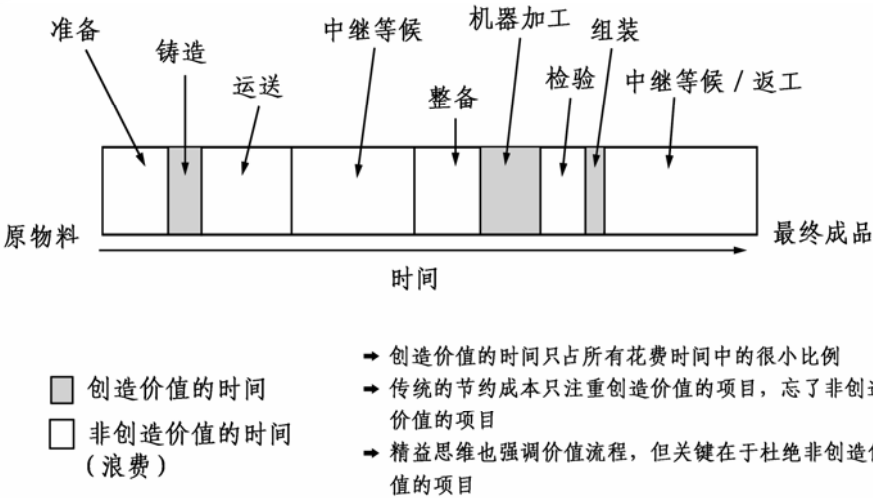 准备
铸造
运送
中继等候
整备
机器加工
检验
组装
中继等候 / 返工
原物料
最终成品
时间
创造价值的时间
非创造价值的时间
（浪费）
➡ 创造价值的时间只占所有花费时间中的很小比例
➡ 传统的节约成本只注重创造价值的项目，忘了非创造
价值的项目
➡ 精益思维也强调价值流程，但关键在于杜绝非创造价
值的项目